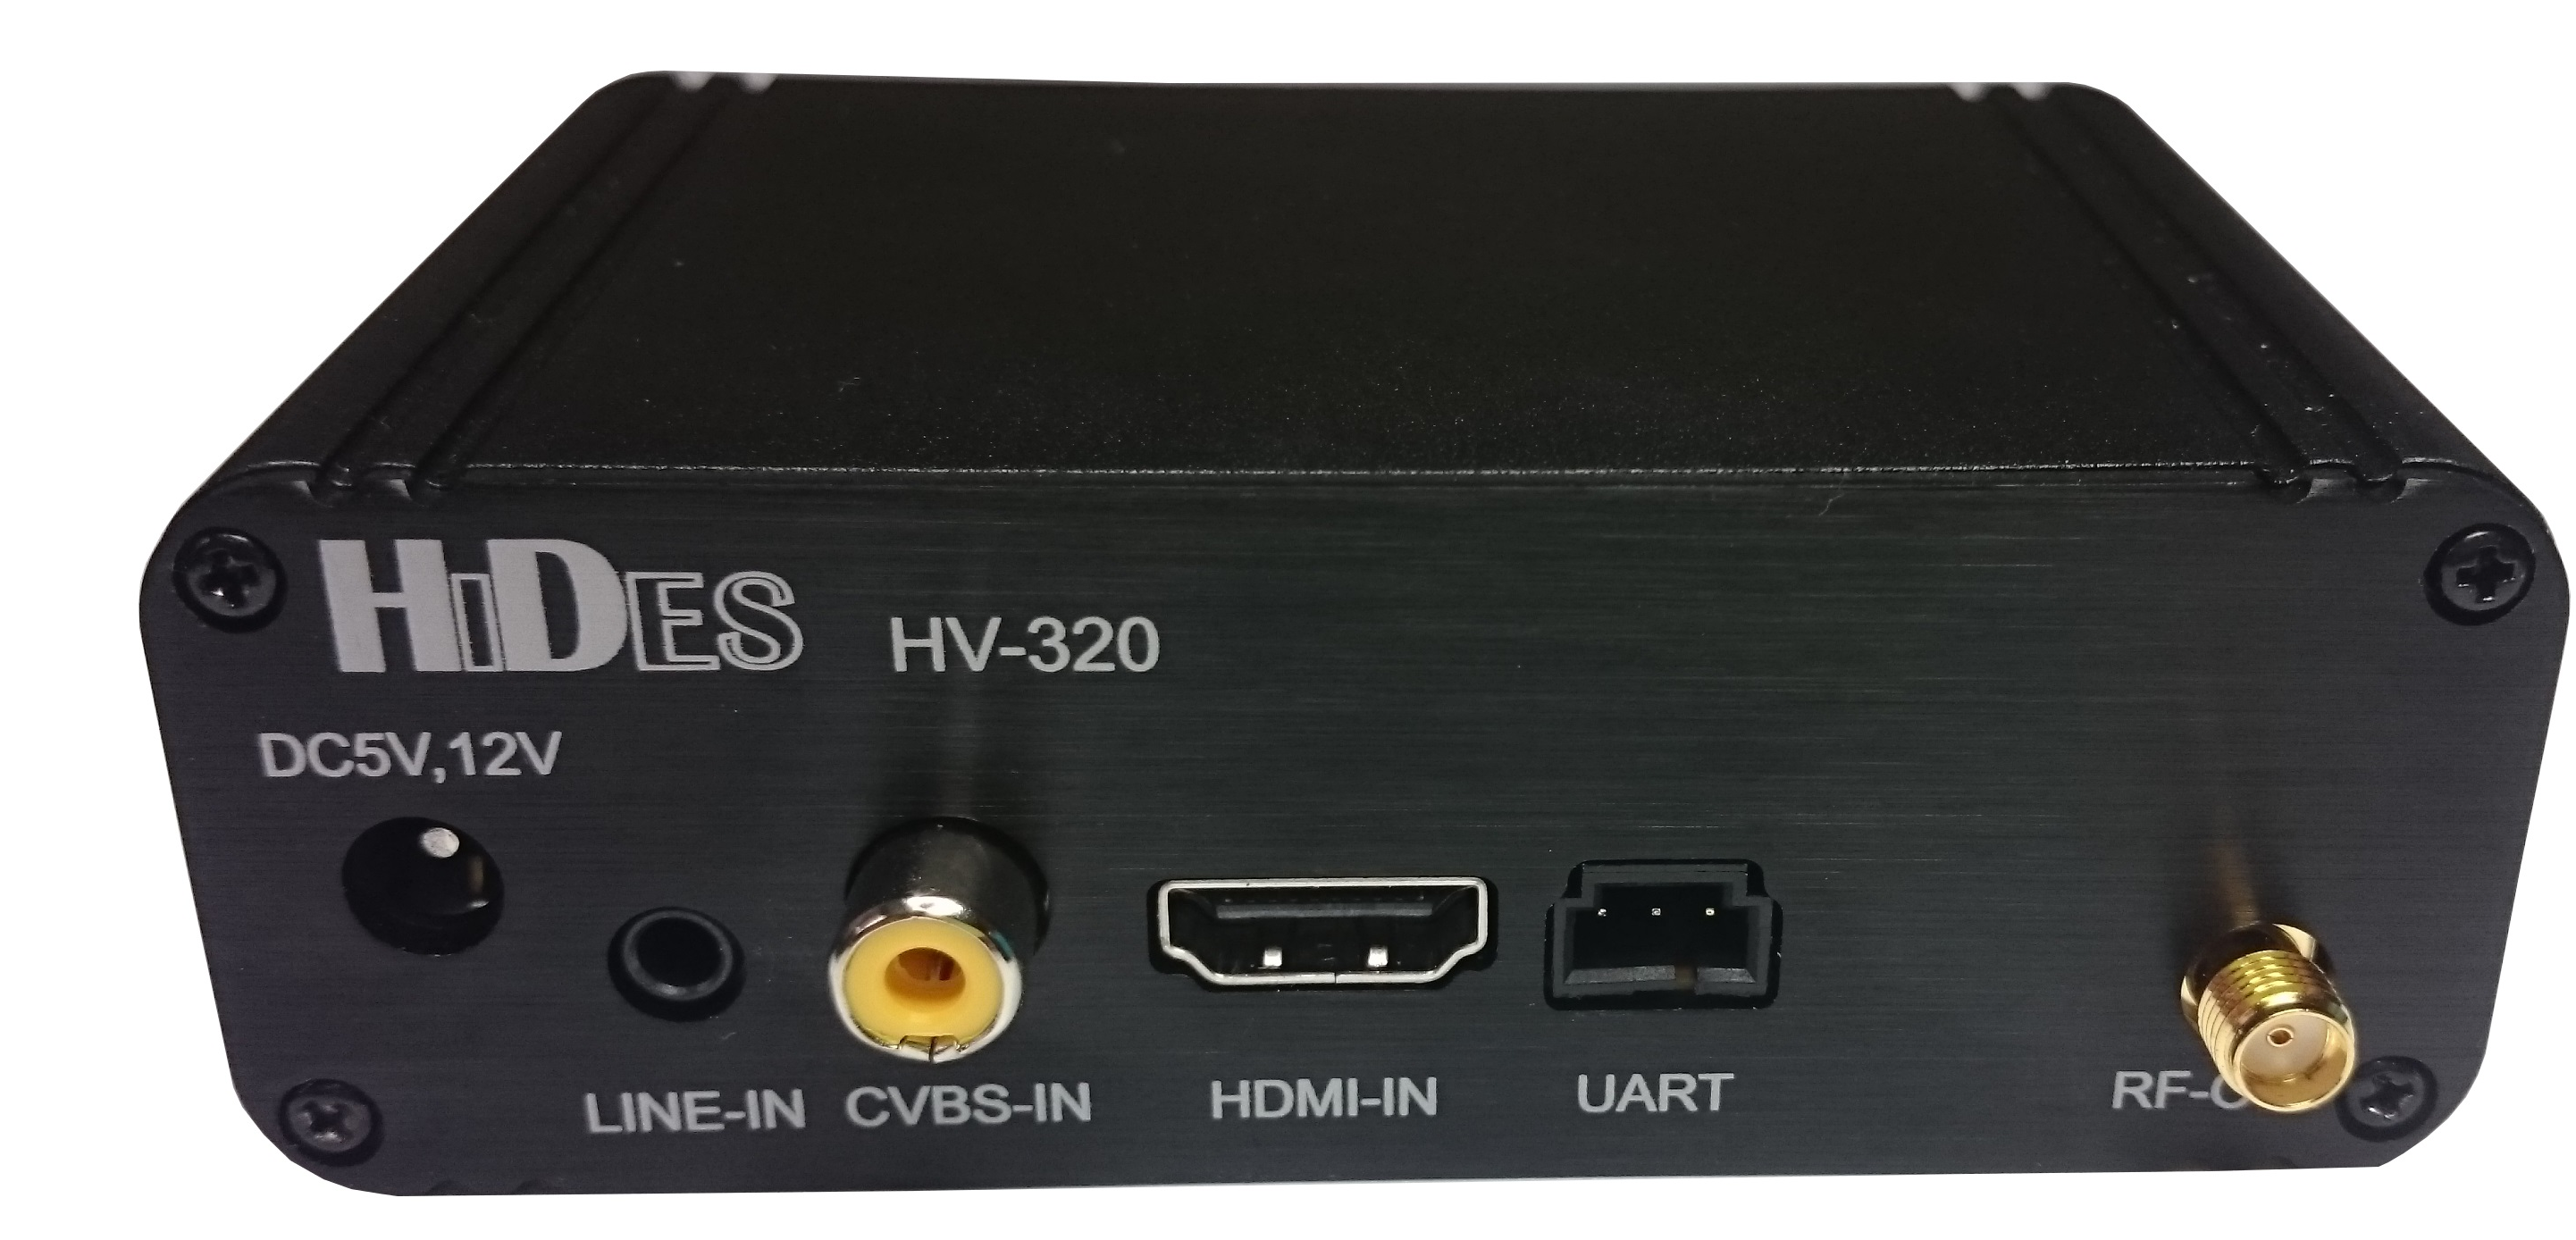 HiDES HV-320
DC5V,12V
LINE-IN CVBS-IN HDMI-IN UART